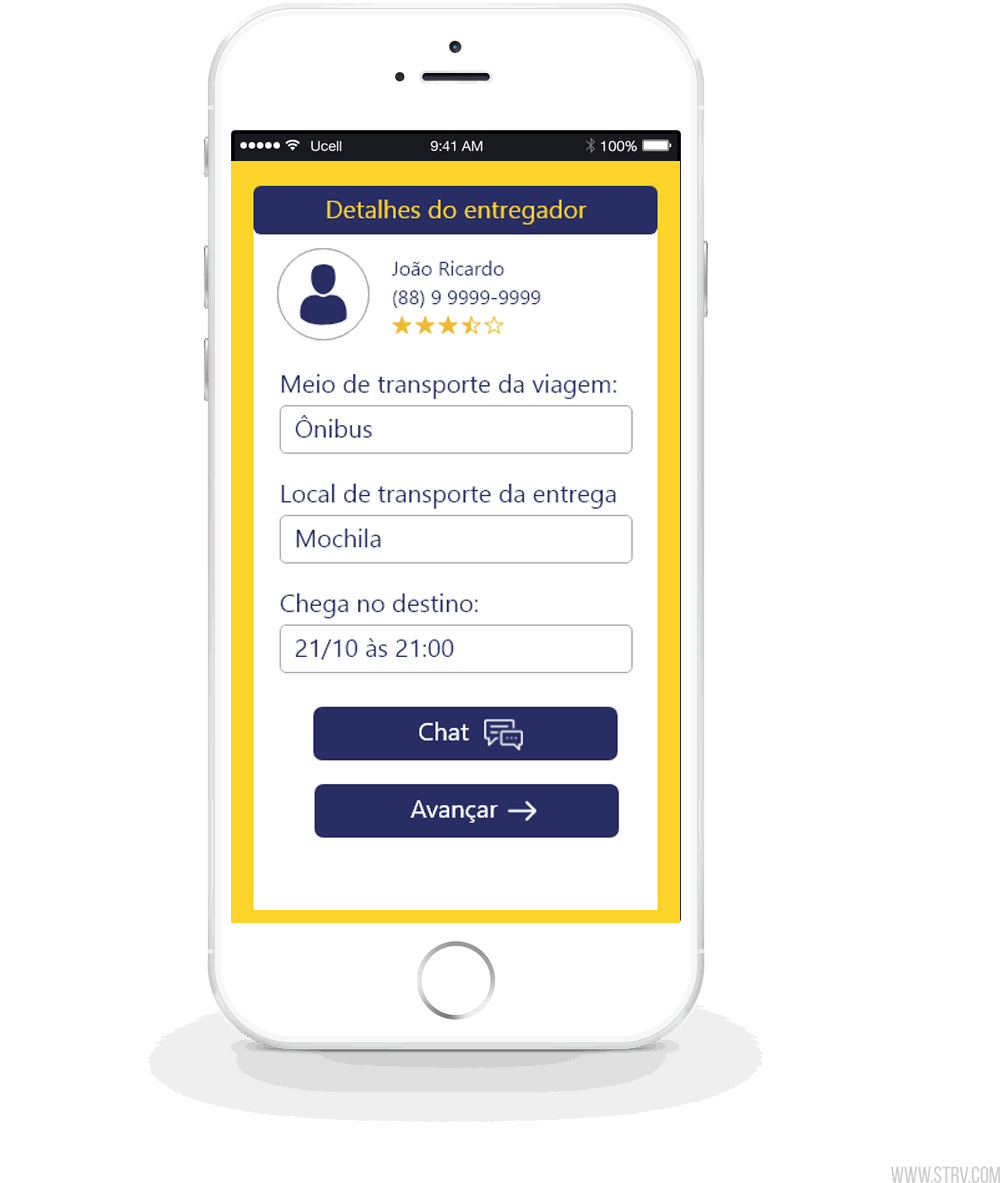 Ucell 9:41 AM 100%
Detalhes do entregador
João Ricardo
(88) 9 9999-9999
Meio de transporte da viagem:
Ônibus
Local de transporte da entrega
Mochila
Chega no destino:
21/10 às 21:00
Chat
Avançar
WWW.STRV.COM